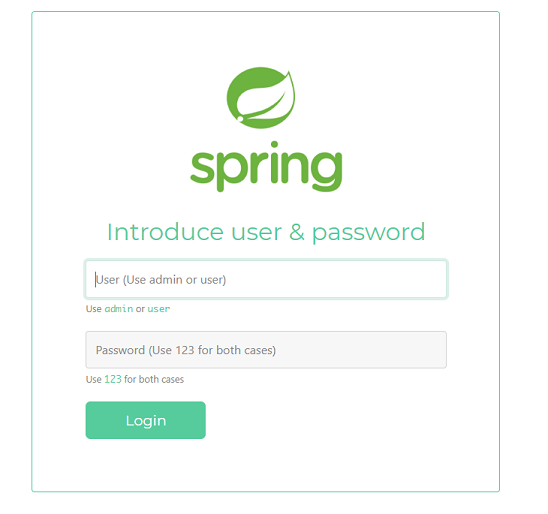 spring
Introduce user & password
User (Use admin or user)
Use admin or user
Password (Use 123 for both cases)
Use 123 for both cases
Login